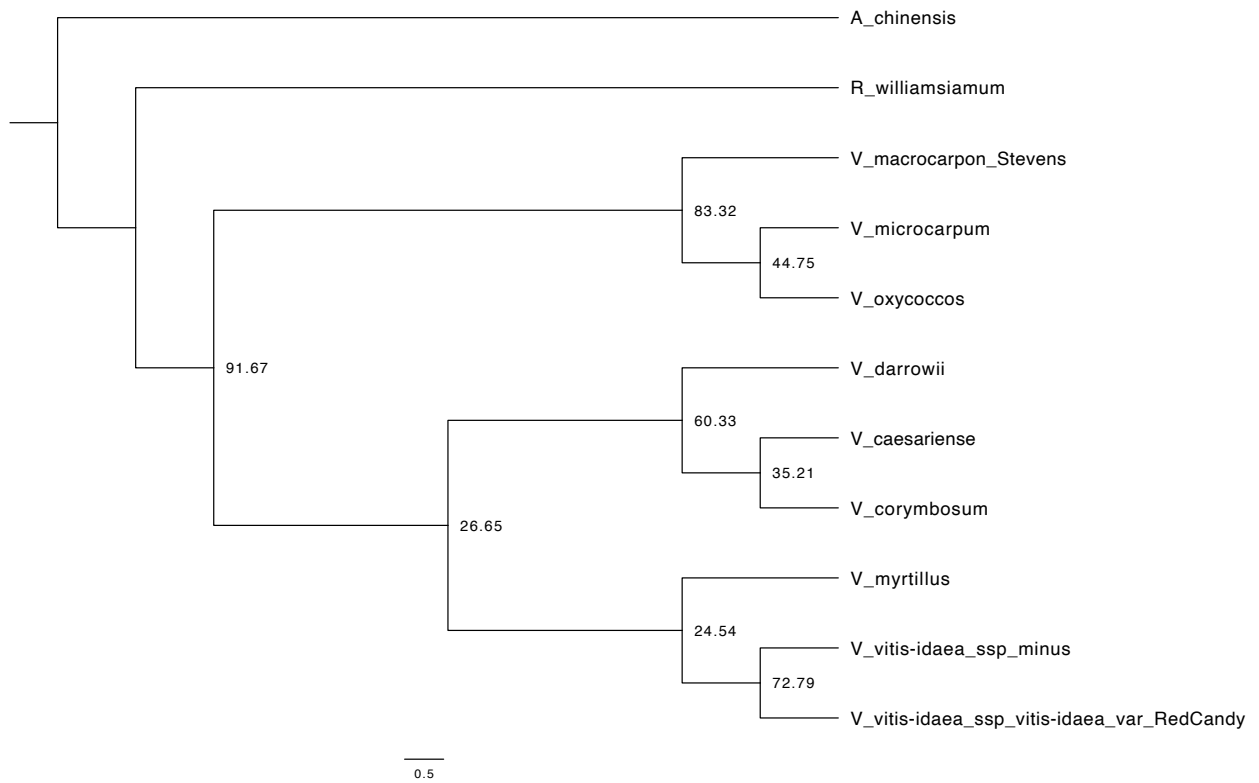 A_chinensis
R_williamsiamum
V_macrocarpon_Stevens
83.32
V_microcarpum
44.75
V_oxycoccos
91.67
V_darrowii
60.33
V_caesariense
35.21
V_corymbosum
26.65
V_myrtillus
24.54
V_vitis-idaea_ssp_minus
72.79
V_vitis-idaea_ssp_vitis-idaea_var_RedCandy
0.5